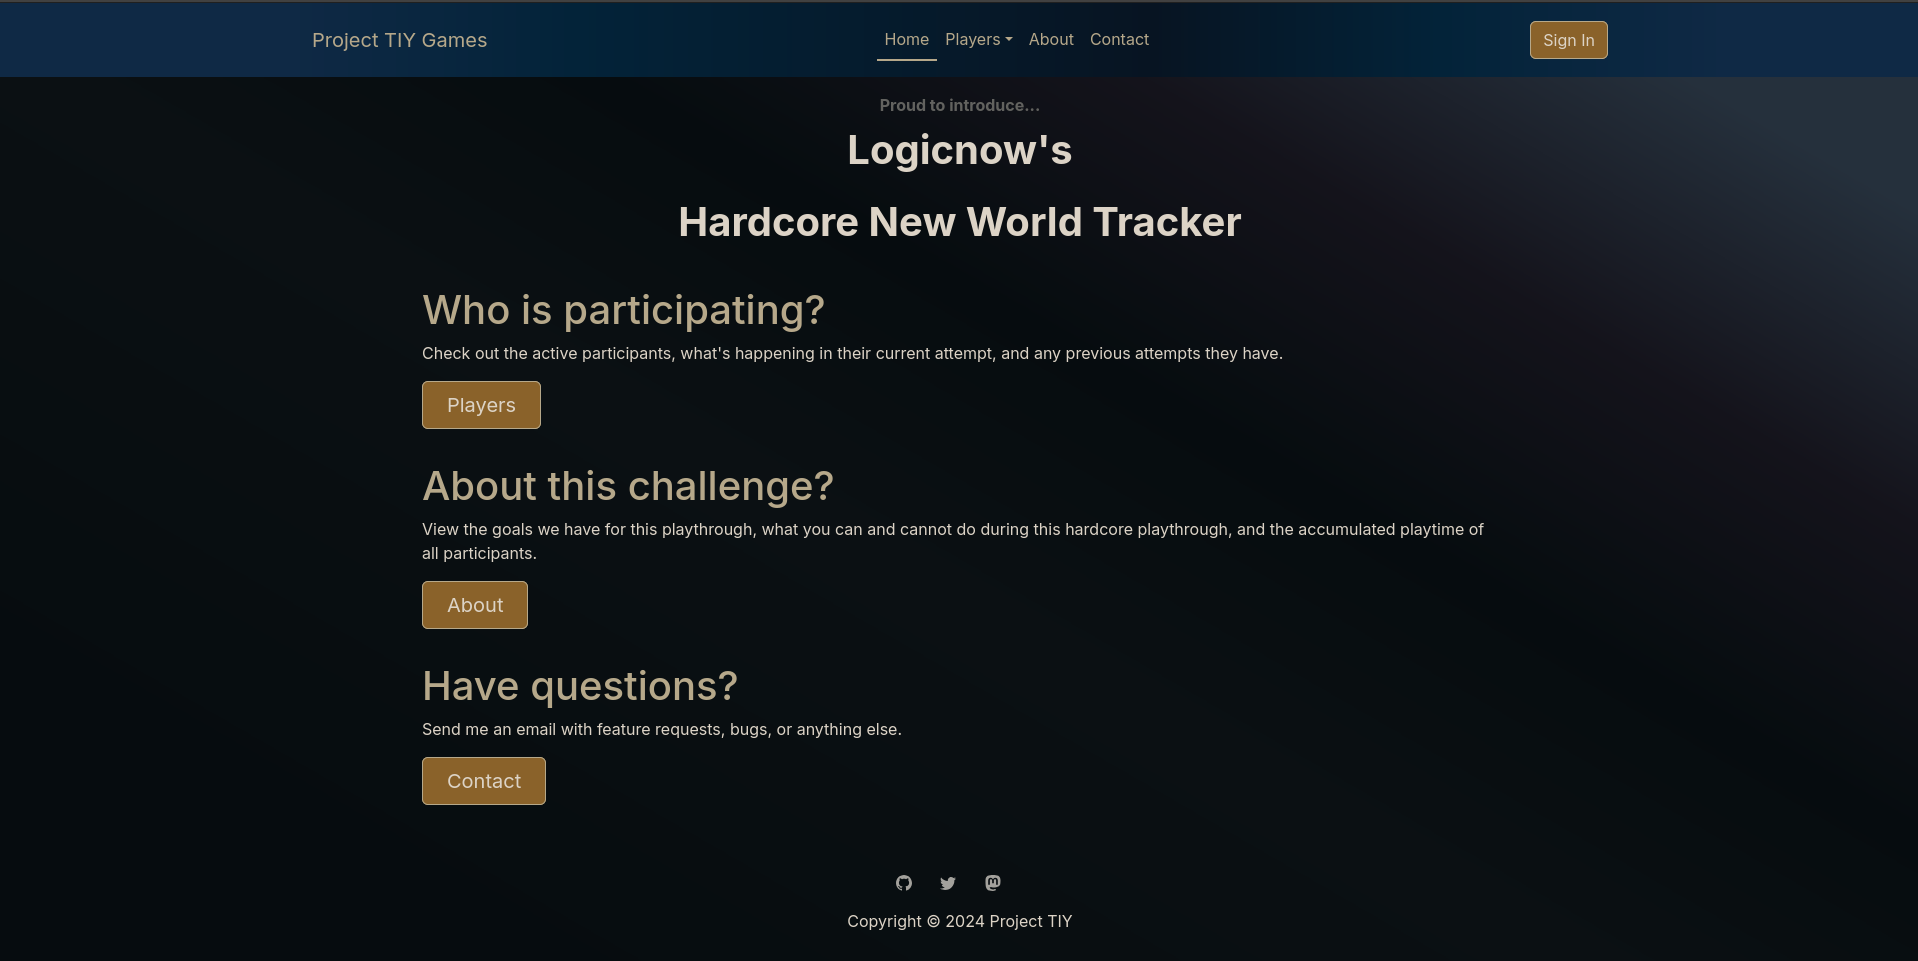 Project TIY Games
Home Players About Contact
Sign In
Proud to introduce...
Logicnow's
Hardcore New World Tracker
Who is participating?
Check out the active participants, what's happening in their current attempt, and any previous attempts they have.
Players
About this challenge?
View the goals we have for this playthrough, what you can and cannot do during this hardcore playthrough, and the accumulated playtime of
all participants.
About
Have questions?
Send me an email with feature requests, bugs, or anything else.
Contact
Copyright © 2024 Project TIY